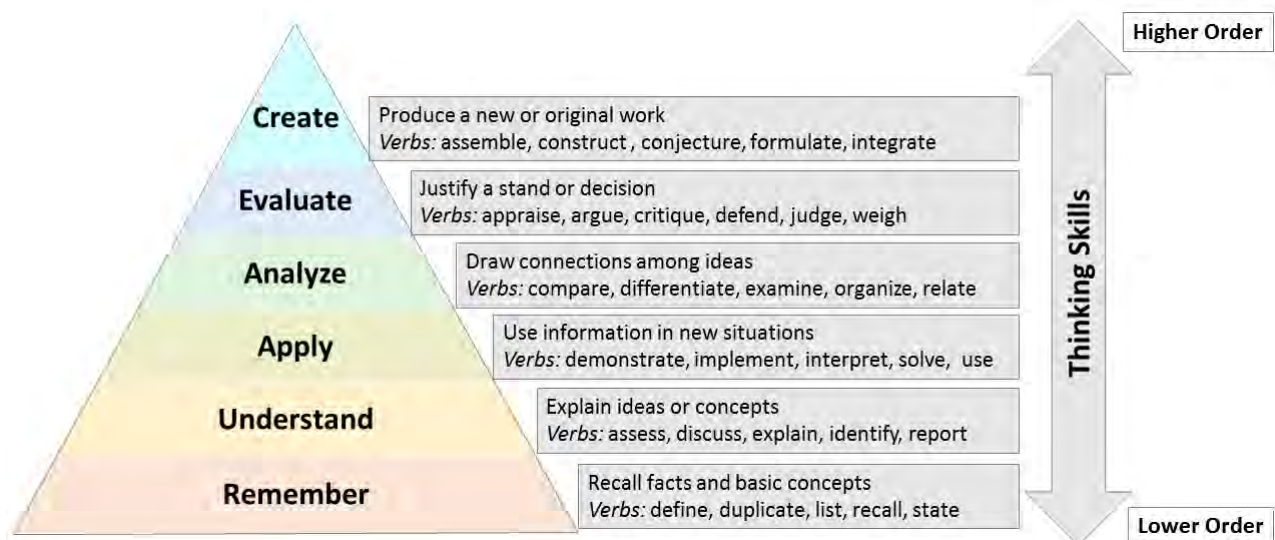 Higher Order
Create
Produce a new or original work
Verbs: assemble, construct , conjecture, formulate, integrate
Evaluate
Justify a stand or decision
Verbs: appraise, argue, critique, defend, judge, weigh
Analyze
Draw connections among ideas
Verbs: compare, differentiate, examine, organize, relate
Apply
Use information in new situations
Verbs: demonstrate, implement, interpret, solve, use
Understand
Explain ideas or concepts
Verbs: assess, discuss, explain, identify, report
Remember
Recall facts and basic concepts
Verbs: define, duplicate, list, recall, state
Thinking Skills
Lower Order